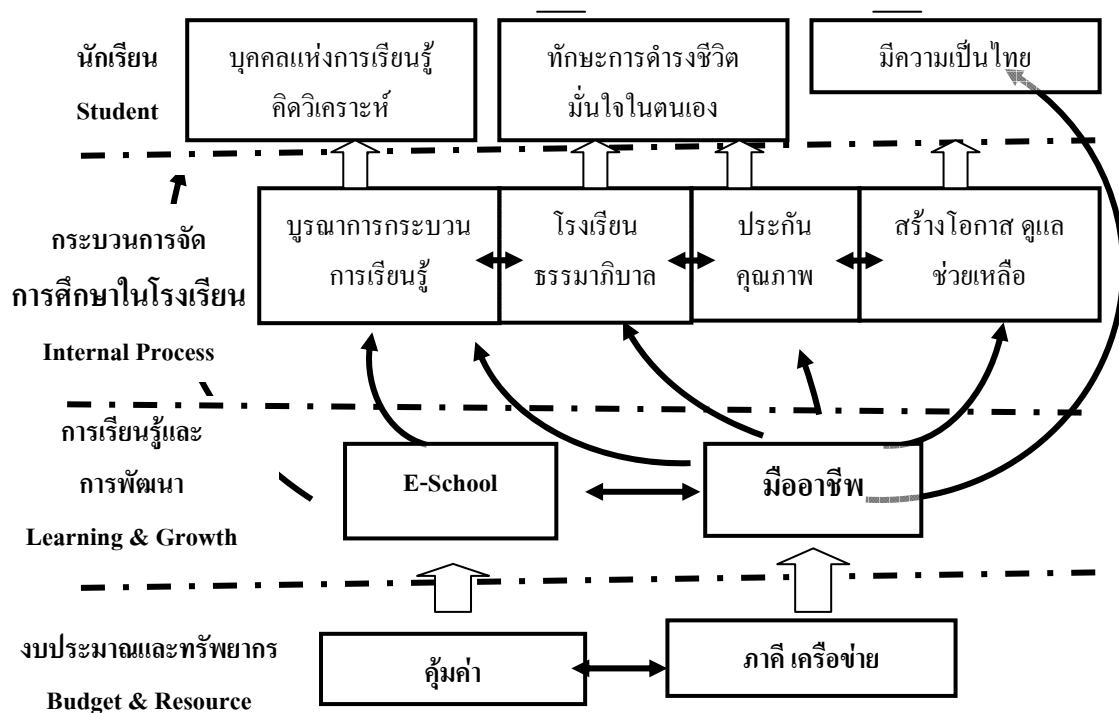 นักเรียน
Student
บุคคลแห่งการเรียนรู้
คิดวิเคราะห์
ทักษะการดำรงชีวิต
มั่นใจในตนเอง
มีความเป็นไทย
กระบวนการจัด
การศึกษาในโรงเรียน
Internal Process
บูรณาการกระบวน
การเรียนรู้
โรงเรียน
ธรรมาภิบาล
ประกัน
คุณภาพ
สร้างโอกาส ดูแล
ช่วยเหลือ
การเรียนรู้และ
การพัฒนา
Learning & Growth
E-School
มืออาชีพ
งบประมาณและทรัพยากร
Budget & Resource
คุ้มค่า
ภาคี เครือข่าย